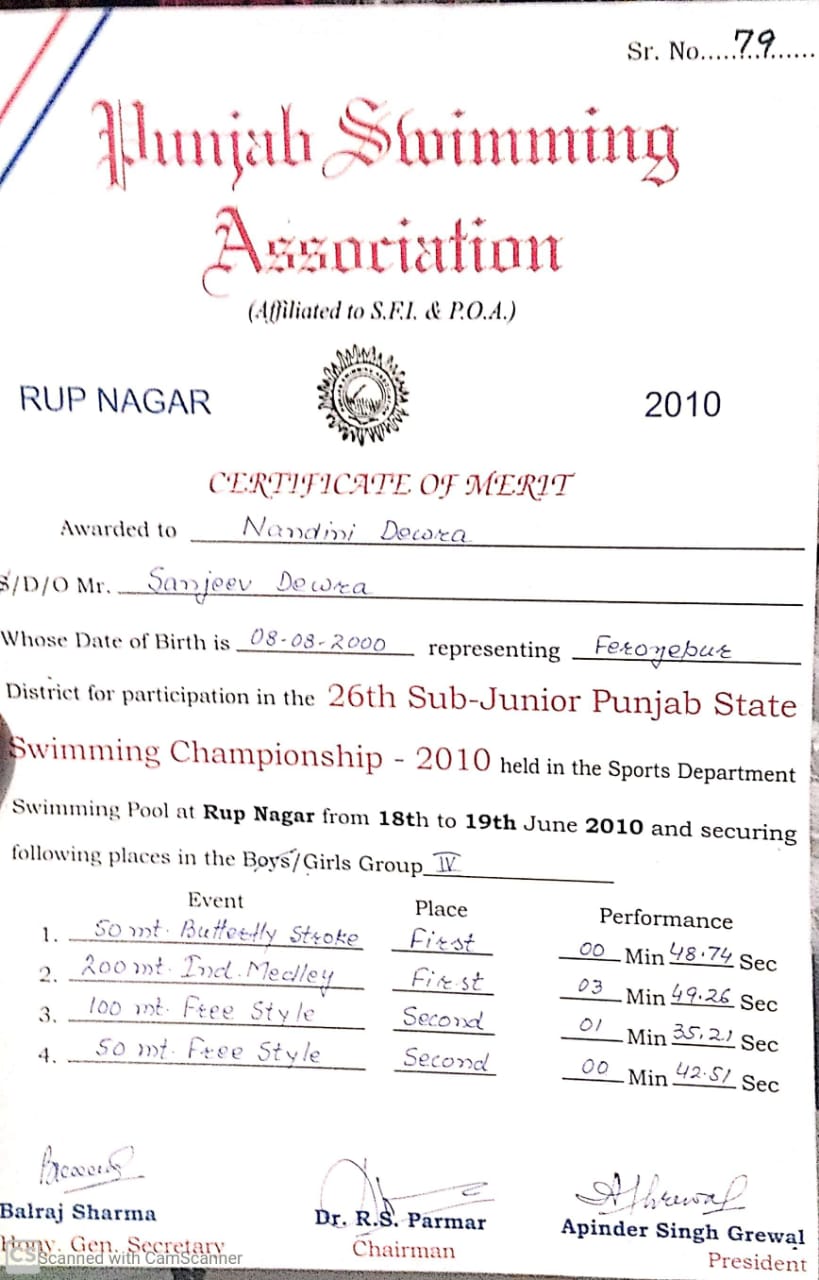 Sr. No.....79......
Punjab Swimming
Association
(Affiliated to S.F.I. & P.O.A.)
RUP NAGAR 2010
CERTIFICATE OF MERIT
Awarded to Nandini Dewra
S/D/O Mr. Sanjeev Dewra
Whose Date of Birth is 08-08-2000 representing Ferozepur
District for participation in the 26th Sub-Junior Punjab State
Swimming Championship - 2010 held in the Sports Department
Swimming Pool at Rup Nagar from 18th to 19th June 2010 and securing
following places in the Boys/Girls Group IV
Event Place Performance
1. 50 mt. Butterfly Stroke First 00 Min 48.74 Sec
2. 200 mt. Ind. Medley First 03 Min 49.26 Sec
3. 100 mt. Free Style Second 01 Min 35.21 Sec
4. 50 mt. Free Style Second 00 Min 42.51 Sec
Balraj Sharma Dr. R.S. Parmar Apinder Singh Grewal
Hony. Gen. Secretary Chairman President
CS Scanned with CamScanner